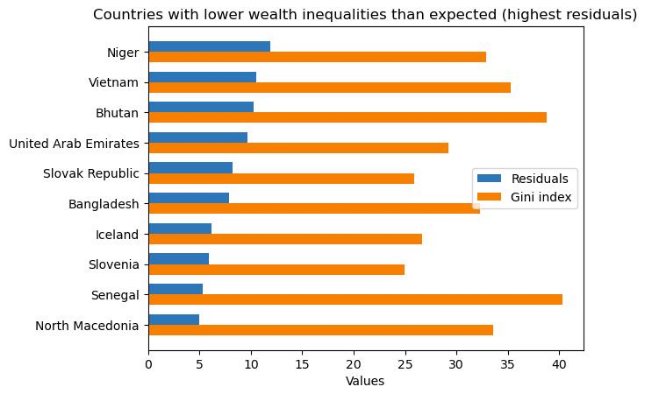 Countries with lower wealth inequalities than expected (highest residuals)
Niger
Vietnam
Bhutan
United Arab Emirates
Slovak Republic
Bangladesh
Iceland
Slovenia
Senegal
North Macedonia
Residuals
Gini index
0 5 10 15 20 25 30 35 40
Values